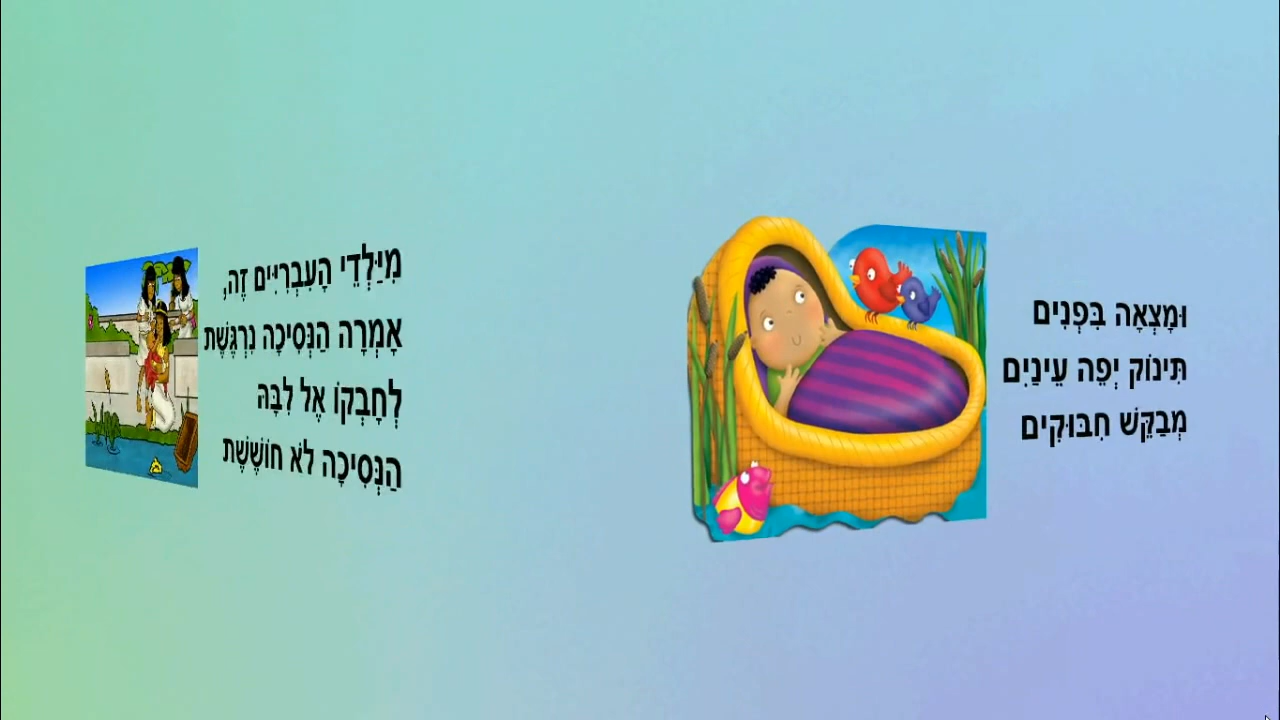 וּמָצְאָה בִּפְנִים
תִּינוֹק יְפֵה עֵינַיִם
מְבַקֵּשׁ חִבּוּקִים
מִיַּלְדֵי הָעִבְרִיִּים זֶה,
אָמְרָה הַנְּסִיכָה נִרְגֶּשֶׁת
לְחָבְקוֹ אֶל לִבָּהּ
הַנְּסִיכָה לֹא חוֹשֶׁשֶׁת